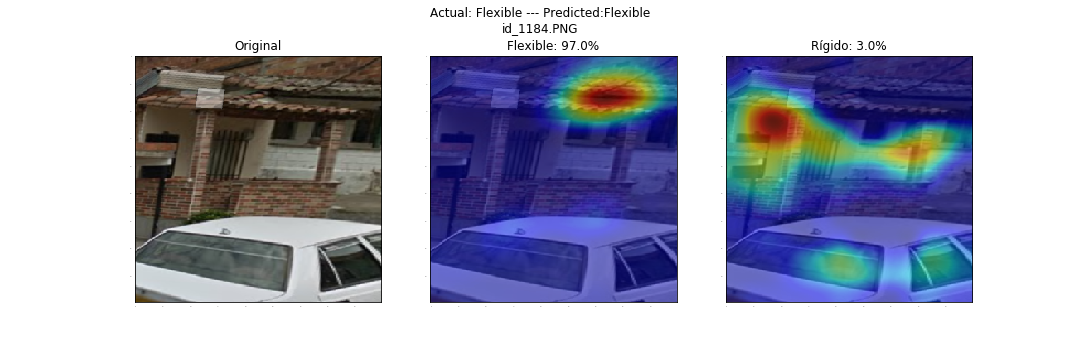 Actual: Flexible --- Predicted:Flexible
id_1184.PNG
Original
Flexible: 97.0%
Rígido: 3.0%